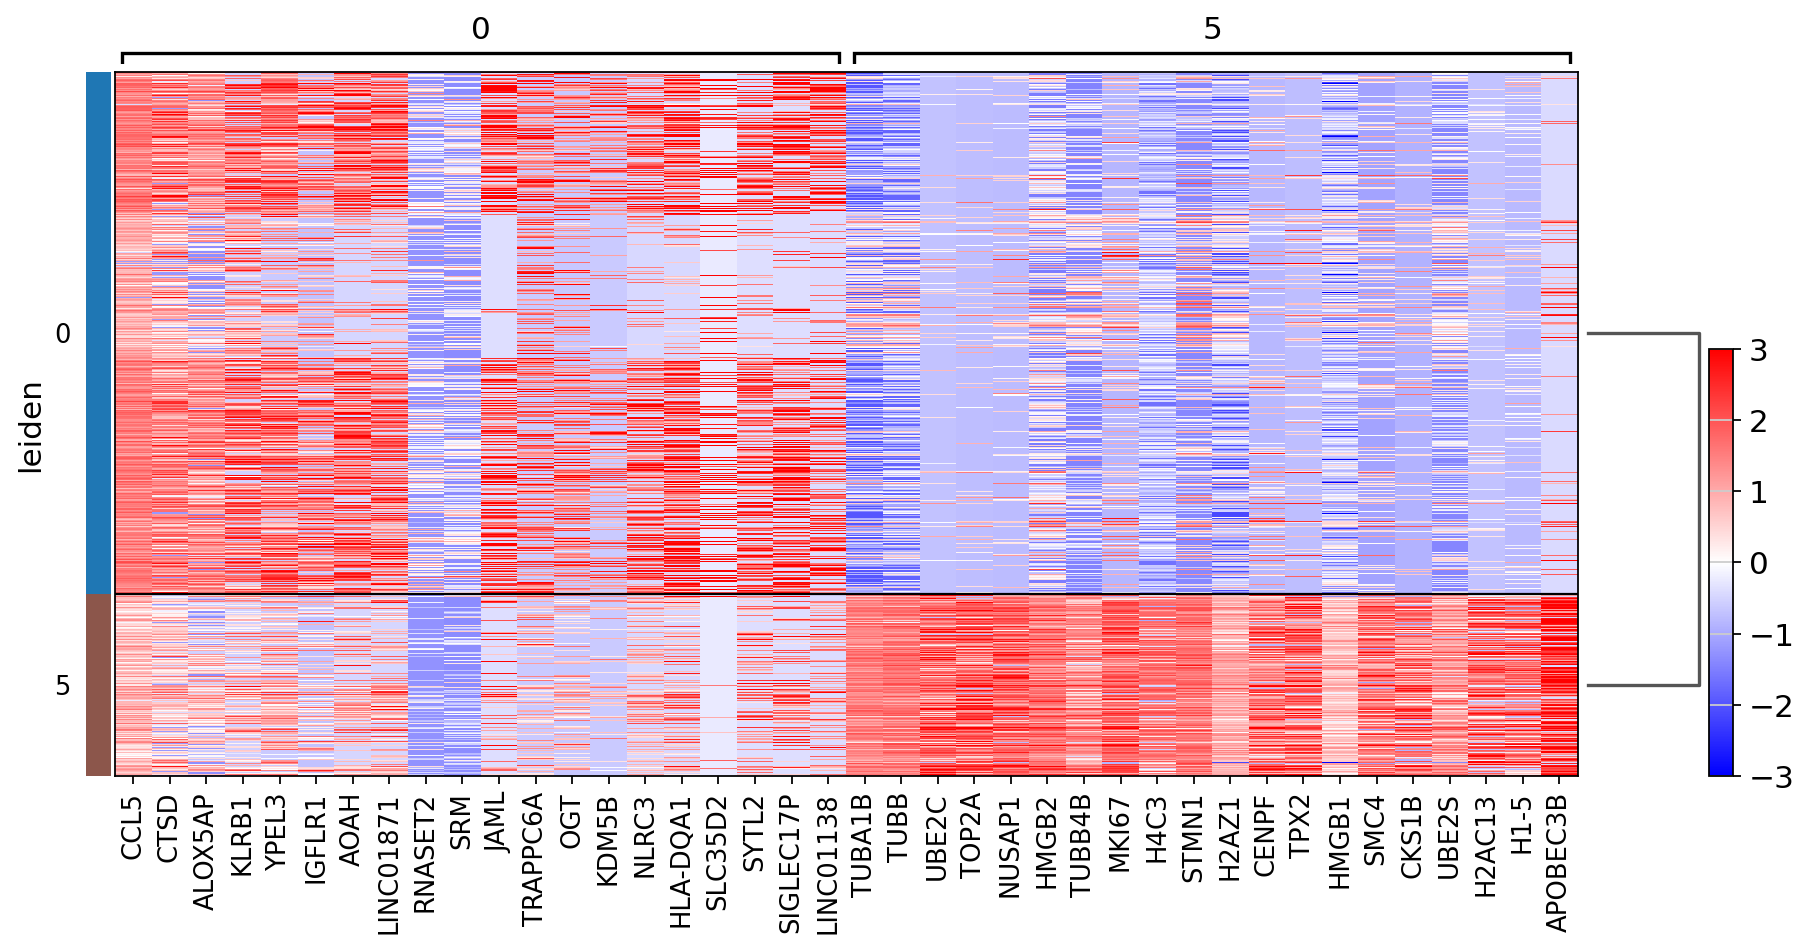 0
5
leiden
0
5
3
2
1
0
−1
−2
−3
CCL5
CTSD
ALOX5AP
KLRB1
YPEL3
IGFLR1
AOAH
LINC01871
RNASET2
SRM
JAML
TRAPPC6A
OGT
KDM5B
NLRC3
HLA-DQA1
SLC35D2
SYTL2
SIGLEC17P
LINC01138
TUBA1B
TUBB
UBE2C
TOP2A
NUSAP1
HMGB2
TUBB4B
MKI67
H4C3
STMN1
H2AZ1
CENPF
TPX2
HMGB1
SMC4
CKS1B
UBE2S
H2AC13
H1-5
APOBEC3B